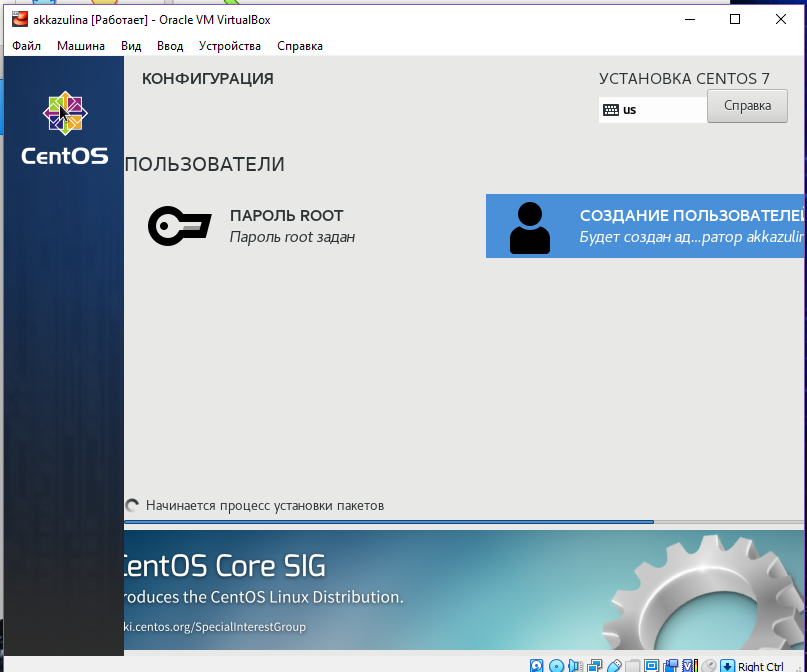 akkazulina [Работает] - Oracle VM VirtualBox
Файл Машина Вид Ввод Устройства Справка
КОНФИГУРАЦИЯ
УСТАНОВКА CENTOS 7
us
Справка
CentOS
ПОЛЬЗОВАТЕЛИ
ПАРОЛЬ ROOT
Пароль root задан
СОЗДАНИЕ ПОЛЬЗОВАТЕЛЕЙ
Будет создан ад...ратор akkazulin
Начинается процесс установки пакетов
CentOS Core SIG
roduces the CentOS Linux Distribution.
ki.centos.org/SpecialInterestGroup
Right Ctrl